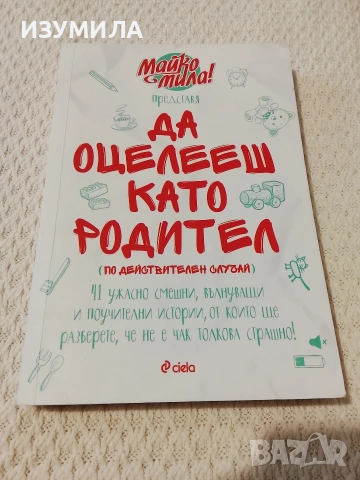 ИЗУМИЛА
Майко
Мила!
представя
ДА
ОЦЕЛЕЕШ
КАТО
РОДИТЕЛ
(ПО ДЕЙСТВИТЕЛЕН СЛУЧАЙ)
41 УЖАСНО СМЕШНИ, ВЪЛНУВАЩИ
И ПОУЧИТЕЛНИ ИСТОРИИ, ОТ КОИТО ЩЕ
РАЗБЕРЕТЕ, ЧЕ НЕ Е ЧАК ТОЛКОВА СТРАШНО!
ciela
BAZAR